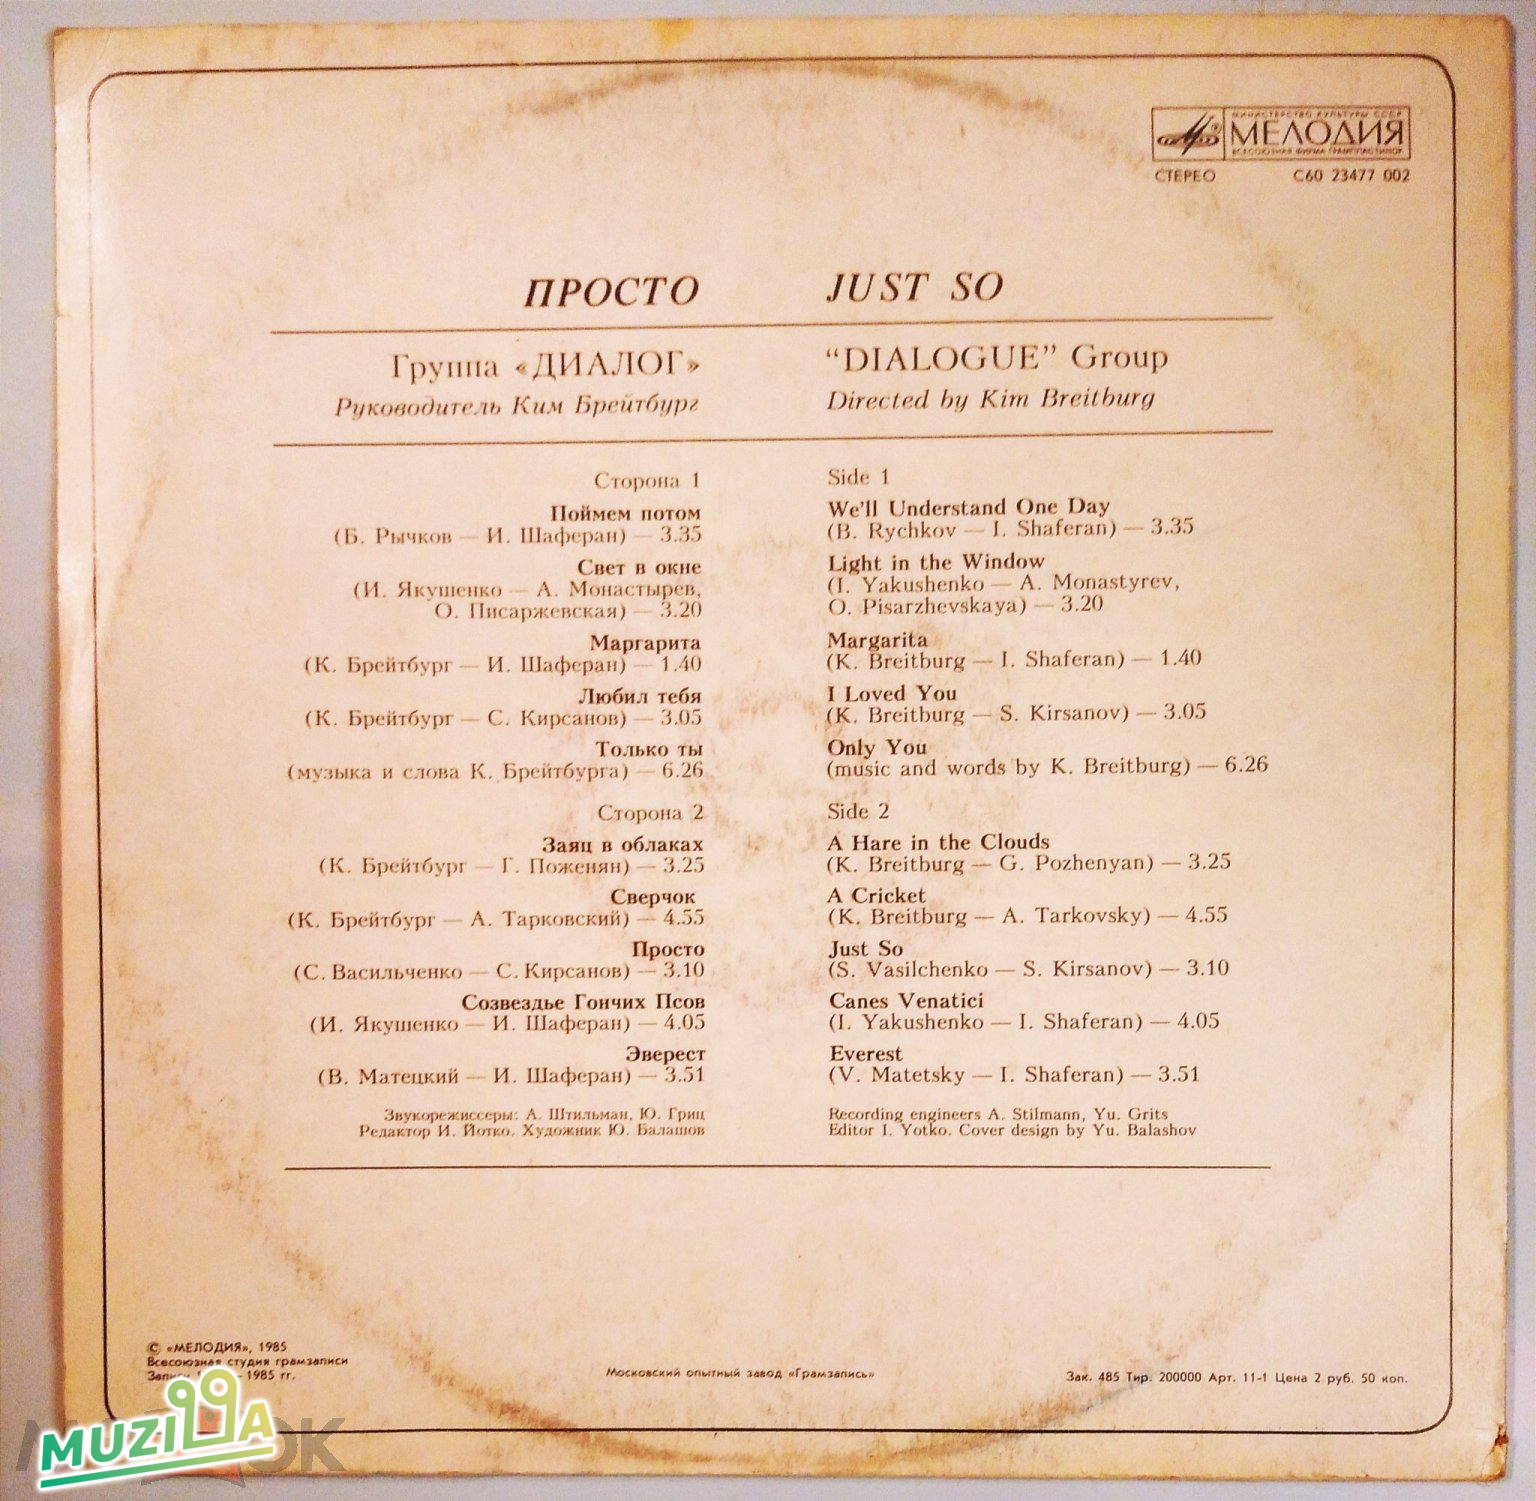 МИНИСТЕРСТВО КУЛЬТУРЫ СССР
МЕЛОДИЯ
ВСЕСОЮЗНАЯ ФИРМА ГРАМПЛАСТИНОК
СТЕРЕО С60 23477 002
ПРОСТО
Группа «ДИАЛОГ»
Руководитель Ким Брейтбург
Сторона 1
Поймем потом
(Б. Рычков — И. Шаферан) — 3.35
Свет в окне
(И. Якушенко — А. Монастырев,
О. Писаржевская) — 3.20
Маргарита
(К. Брейтбург — И. Шаферан) — 1.40
Любил тебя
(К. Брейтбург — С. Кирсанов) — 3.05
Только ты
(музыка и слова К. Брейтбурга) — 6.26
Сторона 2
Заяц в облаках
(К. Брейтбург — Г. Поженян) — 3.25
Сверчок
(К. Брейтбург — А. Тарковский) — 4.55
Просто
(С. Васильченко — С. Кирсанов) — 3.10
Созвездье Гончих Псов
(И. Якушенко — И. Шаферан) — 4.05
Эверест
(В. Матецкий — И. Шаферан) — 3.51
Звукорежиссеры: А. Штильман, Ю. Гриц
Редактор И. Йотко. Художник Ю. Балашов
JUST SO
“DIALOGUE” Group
Directed by Kim Breitburg
Side 1
We'll Understand One Day
(B. Rychkov — I. Shaferan) — 3.35
Light in the Window
(I. Yakushenko — A. Monastyrev,
O. Pisarzhevskaya) — 3.20
Margarita
(K. Breitburg — I. Shaferan) — 1.40
I Loved You
(K. Breitburg — S. Kirsanov) — 3.05
Only You
(music and words by K. Breitburg) — 6.26
Side 2
A Hare in the Clouds
(K. Breitburg — G. Pozhenyan) — 3.25
A Cricket
(K. Breitburg — A. Tarkovsky) — 4.55
Just So
(S. Vasilchenko — S. Kirsanov) — 3.10
Canes Venatici
(I. Yakushenko — I. Shaferan) — 4.05
Everest
(V. Matetsky — I. Shaferan) — 3.51
Recording engineers A. Stilmann, Yu. Grits
Editor I. Yotko. Cover design by Yu. Balashov
© «МЕЛОДИЯ», 1985
Всесоюзная студия грамзаписи
– 1985 гг.
Московский опытный завод «Грамзапись»
Зак. 485 Тир. 200000 Арт. 11-1 Цена 2 руб. 50 коп.
MUZILLA 99